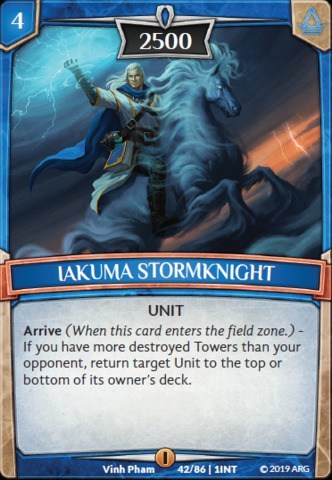 4
2500
IAKUMA STORMKNIGHT
UNIT
Arrive (When this card enters the field zone.) -
If you have more destroyed Towers than your
opponent, return target Unit to the top or
bottom of its owner's deck.
I
Vinh Pham 42/86 | 1INT © 2019 ARG